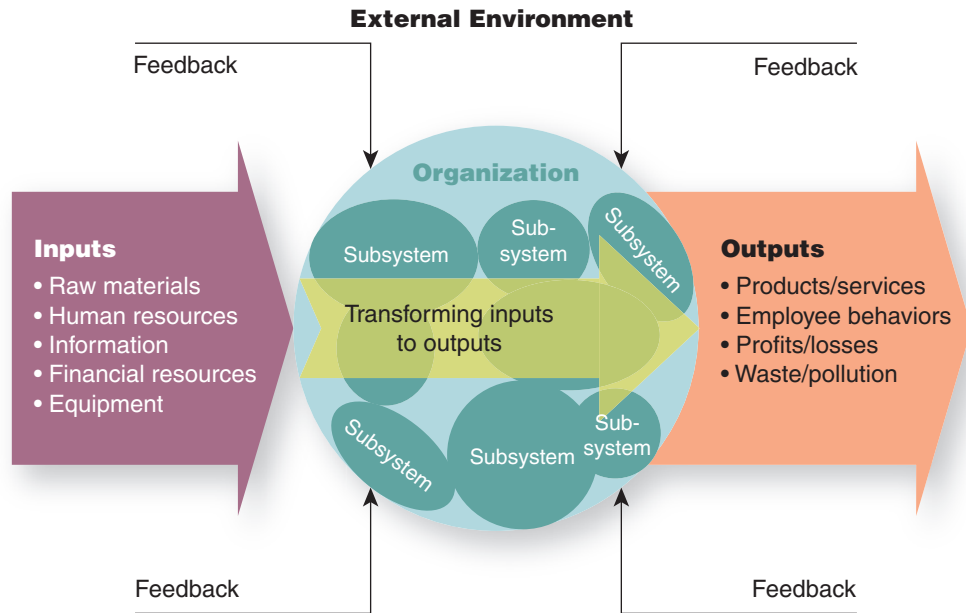 External Environment
Feedback
Feedback
Organization
Inputs
• Raw materials
• Human resources
• Information
• Financial resources
• Equipment
Subsystem
Sub-
system
Subsystem
Transforming inputs
to outputs
Subsystem
Subsystem
Sub-
system
Outputs
• Products/services
• Employee behaviors
• Profits/losses
• Waste/pollution
Feedback
Feedback